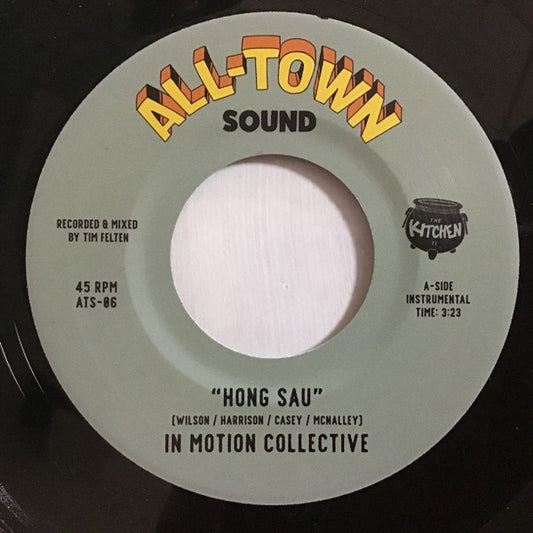 ALL-TOWN
SOUND
RECORDED & MIXED
BY TIM FELTEN
45 RPM
ATS-06
THE
KITCHEN
II
A-SIDE
INSTRUMENTAL
TIME: 3:23
"HONG SAU"
(WILSON / HARRISON / CASEY / MCNALLEY)
IN MOTION COLLECTIVE